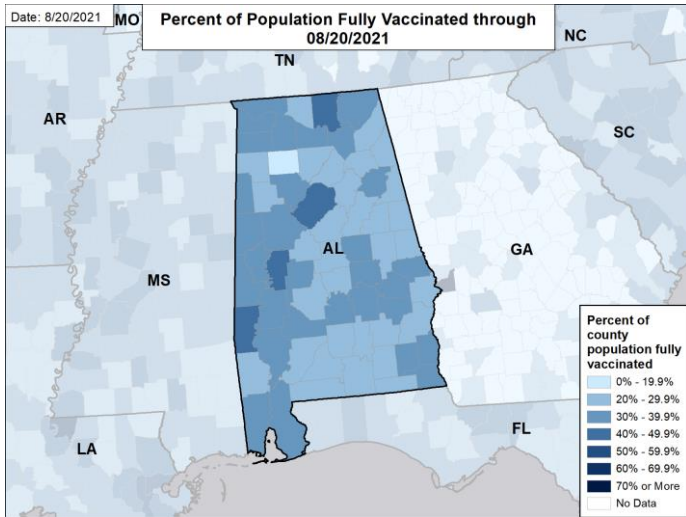 Date: 8/20/2021
Percent of Population Fully Vaccinated through
08/20/2021
MO
NC
TN
AR
SC
AL
GA
MS
LA
FL
Percent of
county
population fully
vaccinated
0% - 19.9%
20% - 29.9%
30% - 39.9%
40% - 49.9%
50% - 59.9%
60% - 69.9%
70% or More
No Data